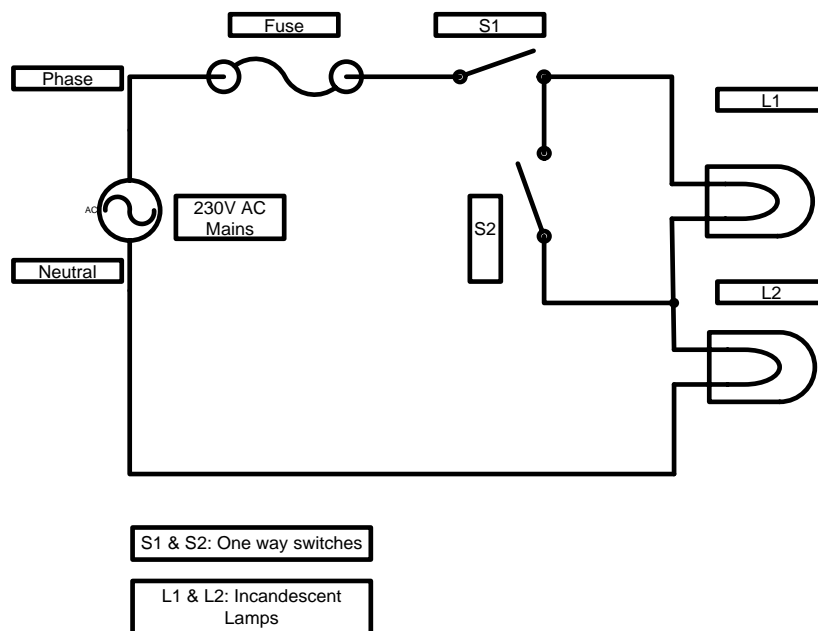 Fuse
S1
Phase
L1
AC
230V AC
Mains
S2
Neutral
L2
S1 & S2: One way switches
L1 & L2: Incandescent
Lamps